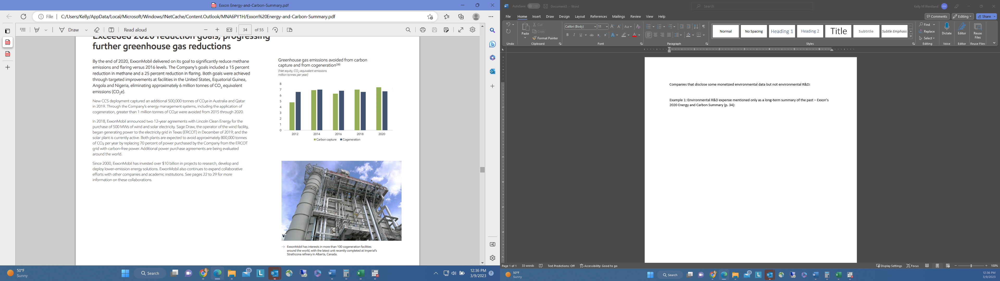 Exxon Energy-and-Carbon-Summary.pdf
File | C:/Users/Kelly/AppData/Local/Microsoft/Windows/INetCache/Content.Outlook/MNA6PY1H/Exxon%20Energy-and-Carbon-Summary.pdf
Draw
Read aloud
34 of 55
Exceeded 2020 reduction goals, progressing
further greenhouse gas reductions
By the end of 2020, ExxonMobil delivered on its goal to significantly reduce methane
emissions and flaring versus 2016 levels. The Company's goals included a 15 percent
reduction in methane and a 25 percent reduction in flaring. Both goals were achieved
through targeted improvements at facilities in the United States, Equatorial Guinea,
Angola and Nigeria, eliminating approximately 6 million tonnes of CO₂ equivalent
emissions (CO₂e).
New CCS deployment captured an additional 500,000 tonnes of CO₂e in Australia and Qatar
in 2019. Through the Company's energy management systems, including the application of
cogeneration, greater than 1 million tonnes of CO₂e were avoided from 2015 through 2020.
In 2018, ExxonMobil announced two 12-year agreements with Lincoln Clean Energy for the
purchase of 500 MWs of wind and solar electricity. Sage Draw, the operator of the wind facility,
began generating power to the electricity grid in Texas (ERCOT) in December of 2019; and the
solar plant is currently active. Both plants are expected to avoid approximately 800,000 tonnes
of CO₂ per year by replacing 70 percent of power purchased by the Company from the ERCOT
grid with carbon-free power. Additional power purchase agreements are being evaluated
around the world.
Since 2000, ExxonMobil has invested over $10 billion in projects to research, develop and
deploy lower-emission energy solutions. ExxonMobil also continues to expand collaborative
efforts with other companies and academic institutions. See pages 22 to 29 for more
information on these collaborations.
Greenhouse gas emissions avoided from carbon
capture and from cogeneration(38)
(Net equity, CO₂-equivalent emissions
million tonnes per year)
8
7
6
5
4
3
2
1
0
2012 2014 2016 2018 2020
Carbon capture Cogeneration
→ ExxonMobil has interests in more than 100 cogeneration facilities
around the world, with the latest unit recently completed at Imperial's
Strathcona refinery in Alberta, Canada.
50°F
Sunny
Search
15
12:36 PM
3/9/2023
7
AutoSave Off Document3 - Word
Search
Kelly M Wentland KM
File Home Insert Draw Design Layout References Mailings Review View Help
Comments Editing Share
Paste
Cut
Copy
Format Painter
Calibri (Body) 11
Normal No Spacing Heading 1 Heading 2 Title Subtitle Subtle Emphasis
Find
Replace
Select
Dictate
Editor
Reuse
Files
Undo Clipboard Font Paragraph Styles Editing Voice Editor Reuse Files
Companies that disclose some monetized environmental data but not environmental R&D:
Example 1: Environmental R&D expense mentioned only as a long-term summary of the past – Exxon's
2020 Energy and Carbon Summary (p. 34):
Page 1 of 1 33 words Text Predictions: Off Accessibility: Good to go
Display Settings Focus 100%
50°F
Sunny
Search
15
12:36 PM
3/9/2023